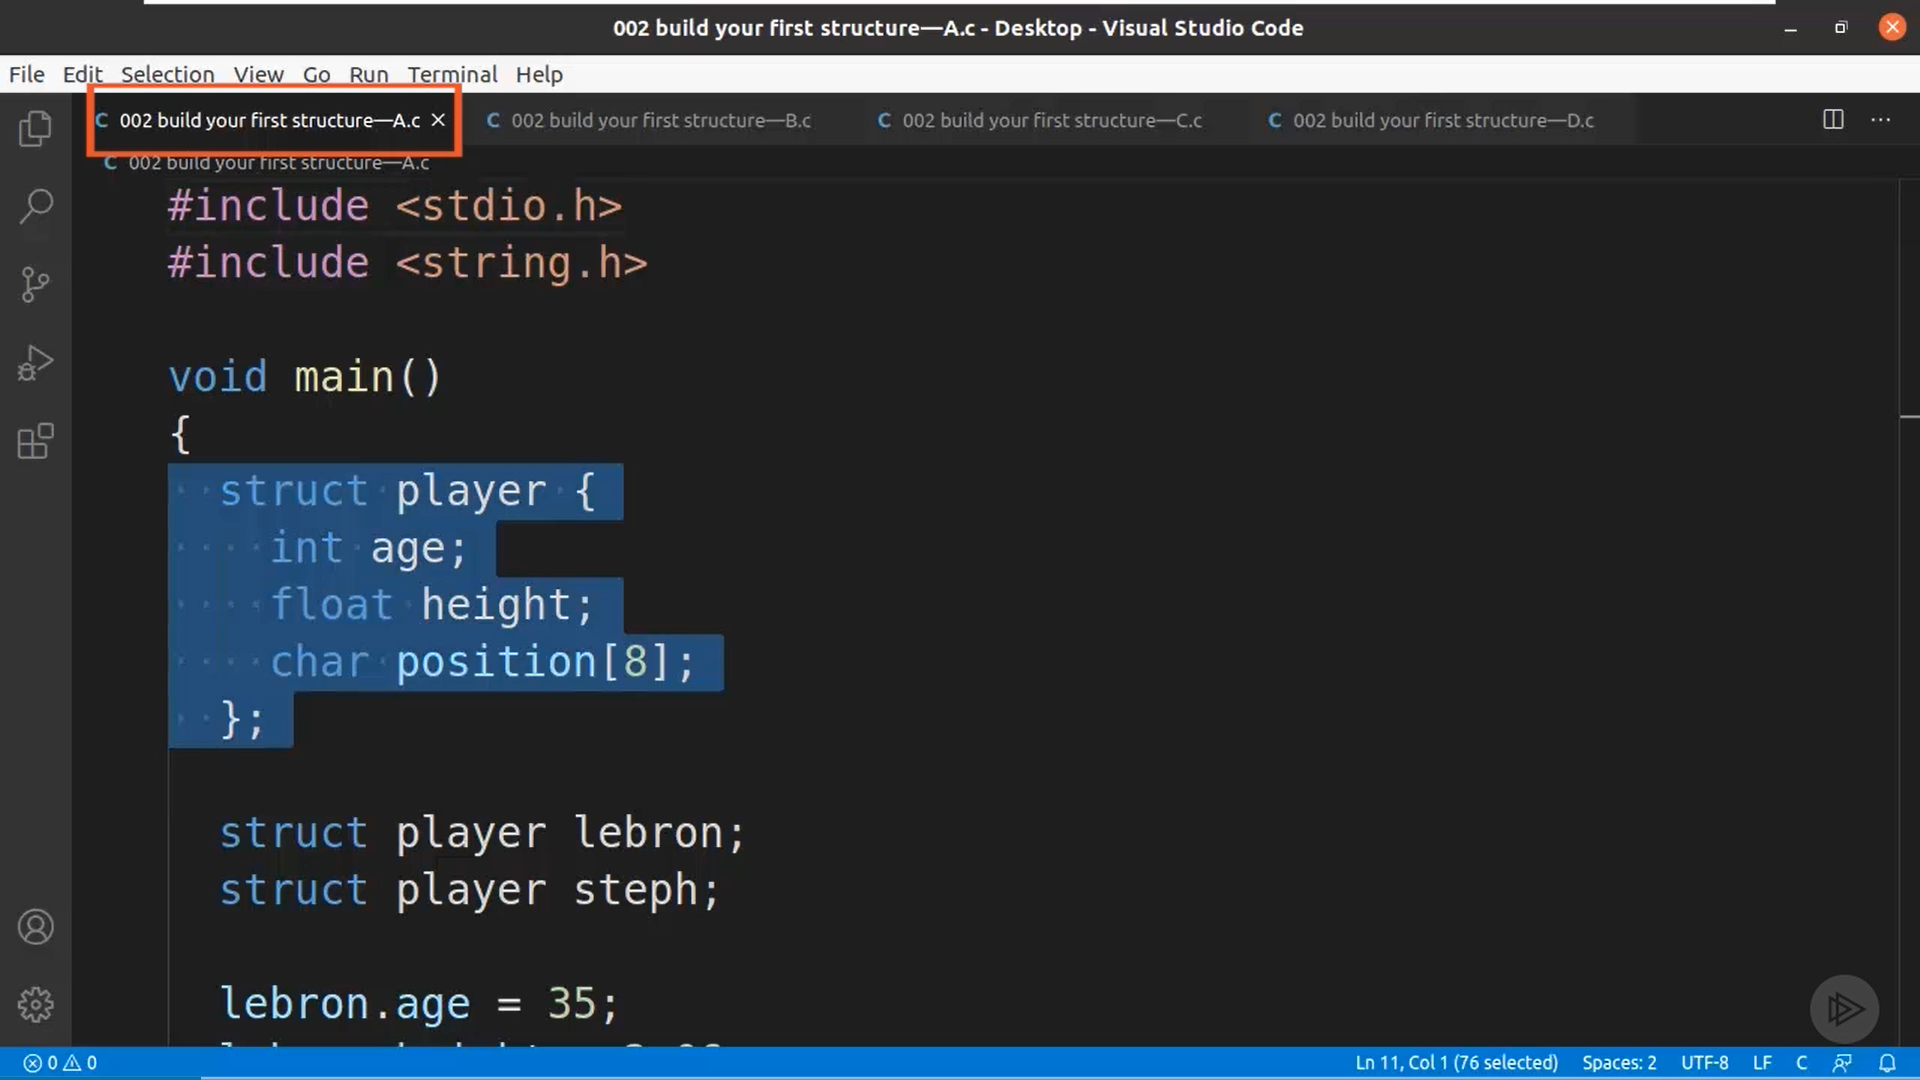 002 build your first structure—A.c - Desktop - Visual Studio Code
File Edit Selection View Go Run Terminal Help
C 002 build your first structure—A.c × C 002 build your first structure—B.c C 002 build your first structure—C.c C 002 build your first structure—D.c ···
C 002 build your first structure—A.c
#include <stdio.h>
#include <string.h>
void main()
{
struct player {
int age;
float height;
char position[8];
};
struct player lebron;
struct player steph;
lebron.age = 35;
0 0 Ln 11, Col 1 (76 selected) Spaces: 2 UTF-8 LF C